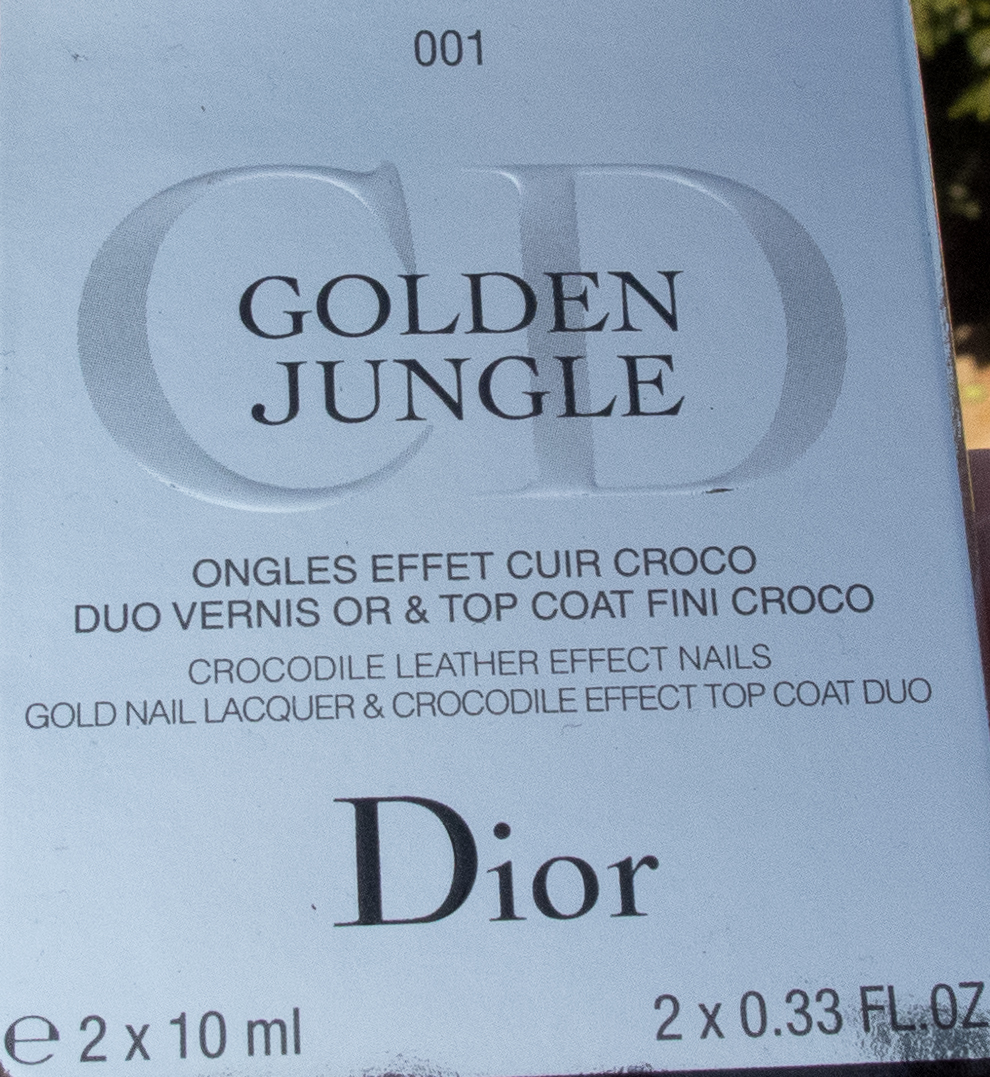 001
CD
GOLDEN
JUNGLE
ONGLES EFFET CUIR CROCO
DUO VERNIS OR & TOP COAT FINI CROCO
CROCODILE LEATHER EFFECT NAILS
GOLD NAIL LACQUER & CROCODILE EFFECT TOP COAT DUO
Dior
℮ 2 x 10 ml 2 x 0.33 FL.OZ